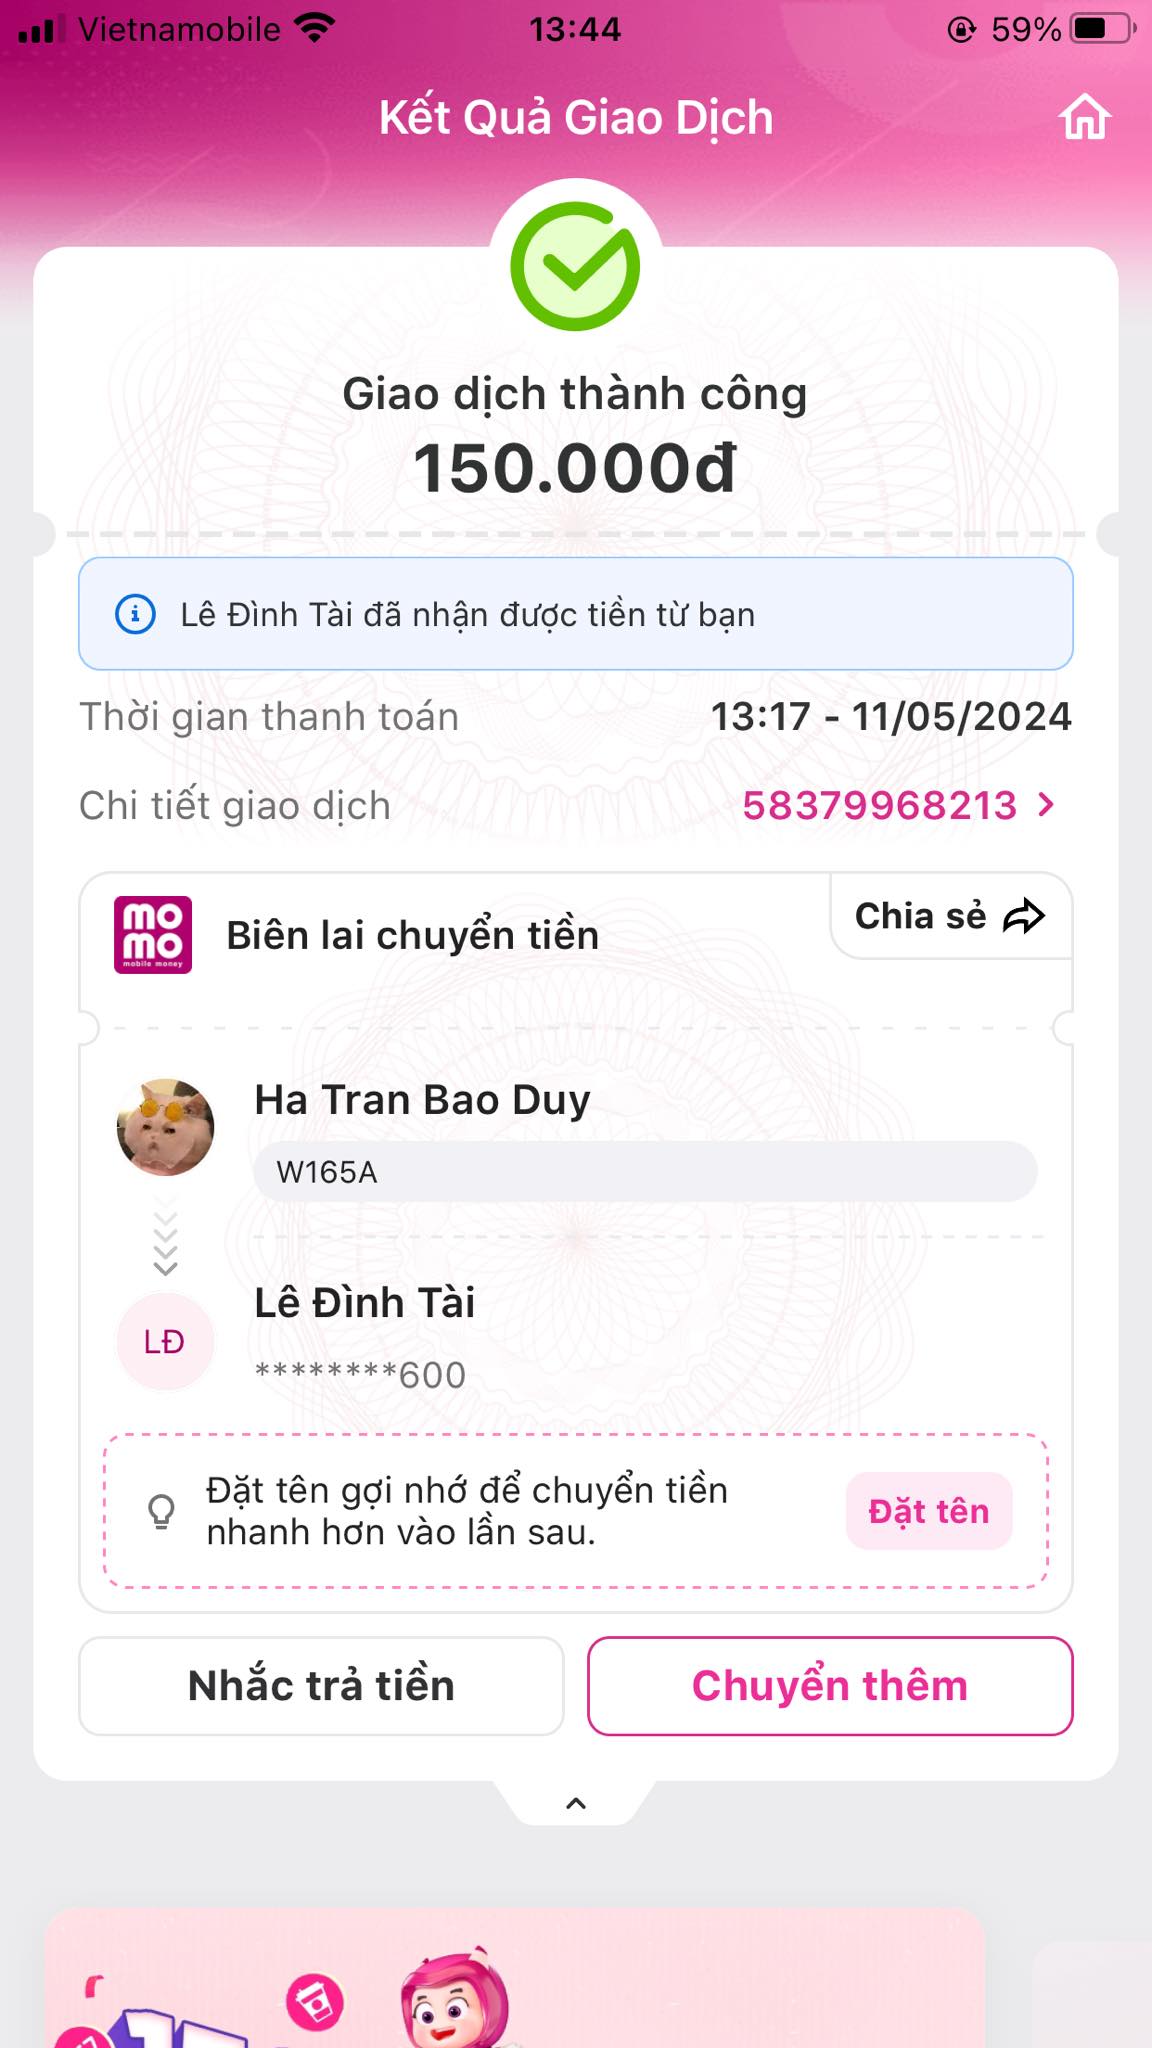 Vietnamobile 13:44 59%
Kết Quả Giao Dịch
Giao dịch thành công
150.000đ
Lê Đình Tài đã nhận được tiền từ bạn
Thời gian thanh toán 13:17 - 11/05/2024
Chi tiết giao dịch 58379968213
mo
mo
mobile money
Biên lai chuyển tiền
Chia sẻ
Ha Tran Bao Duy
W165A
LĐ
Lê Đình Tài
********600
Đặt tên gợi nhớ để chuyển tiền
nhanh hơn vào lần sau.
Đặt tên
Nhắc trả tiền
Chuyển thêm